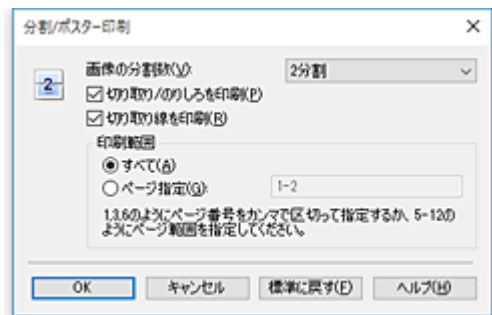 分割/ポスター印刷
画像の分割数(V): 2分割
2
切り取り/のりしろを印刷(P)
切り取り線を印刷(R)
印刷範囲
すべて(A)
ページ指定(G): 1-2
1,3,6のようにページ番号をカンマで区切って指定するか、5-12の
ようにページ範囲を指定してください。
OK キャンセル 標準に戻す(F) ヘルプ(H)